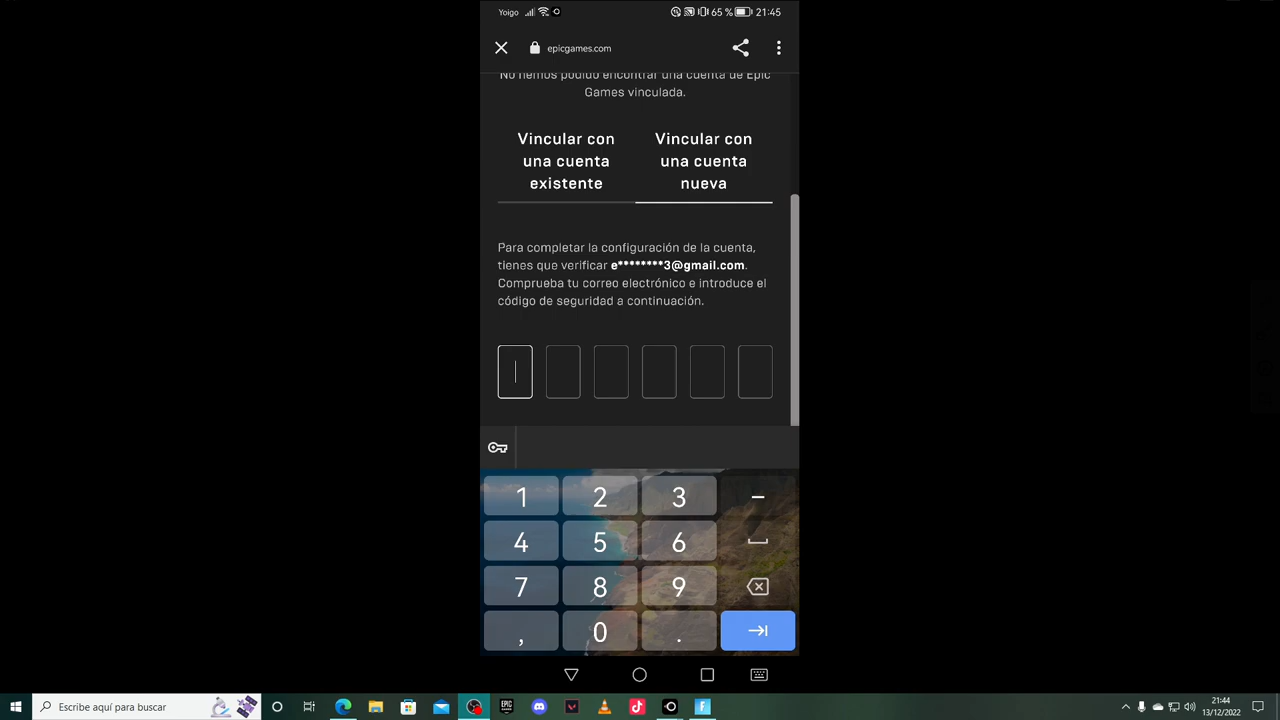 Yoigo 65 % 21:45
epicgames.com
No hemos podido encontrar una cuenta de Epic
Games vinculada.
Vincular con
una cuenta
existente
Vincular con
una cuenta
nueva
Para completar la configuración de la cuenta,
tienes que verificar e********3@gmail.com.
Comprueba tu correo electrónico e introduce el
código de seguridad a continuación.
1 2 3 -
4 5 6
7 8 9
, 0 .
Escribe aquí para buscar
EPIC
21:44
13/12/2022